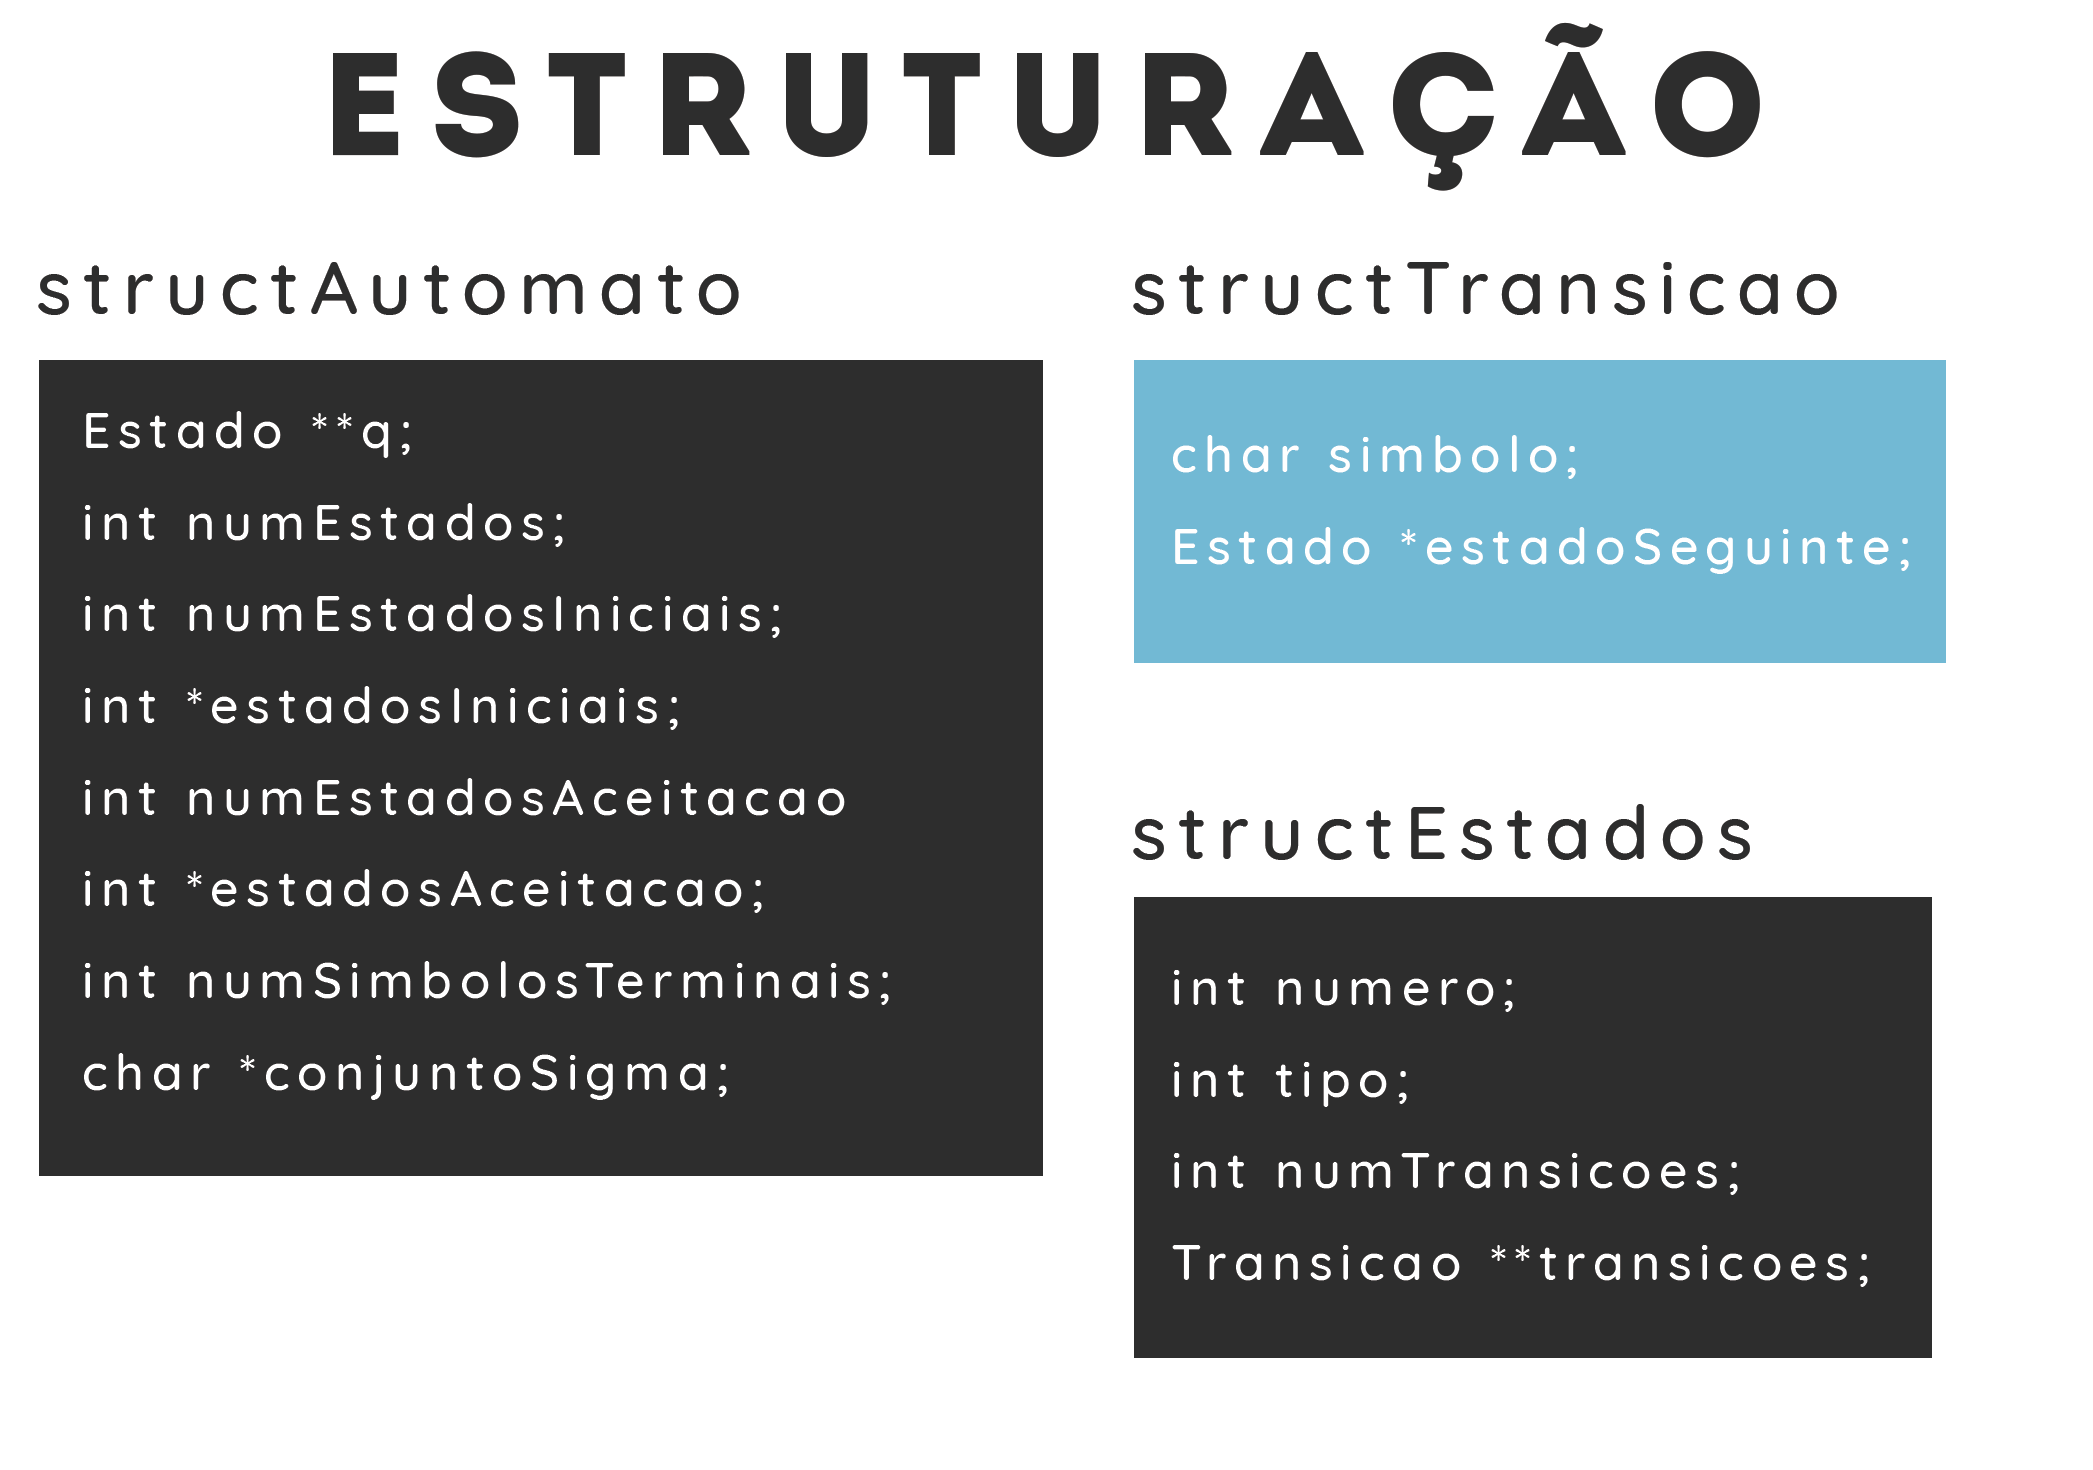 ESTRUTURAÇÃO
structAutomato
Estado **q;
int numEstados;
int numEstadosIniciais;
int *estadosIniciais;
int numEstadosAceitacao
int *estadosAceitacao;
int numSimbolosTerminais;
char *conjuntoSigma;
structTransicao
char simbolo;
Estado *estadoSeguinte;
structEstados
int numero;
int tipo;
int numTransicoes;
Transicao **transicoes;